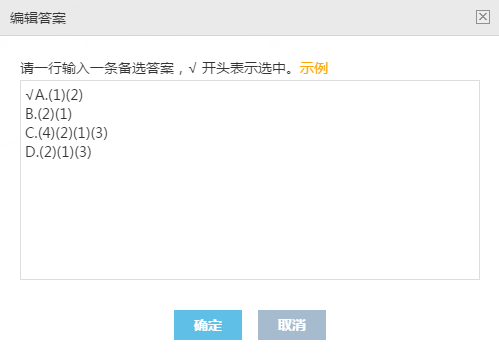 编辑答案
请一行输入一条备选答案，√ 开头表示选中。示例
√A.(1)(2)
B.(2)(1)
C.(4)(2)(1)(3)
D.(2)(1)(3)
确定 取消